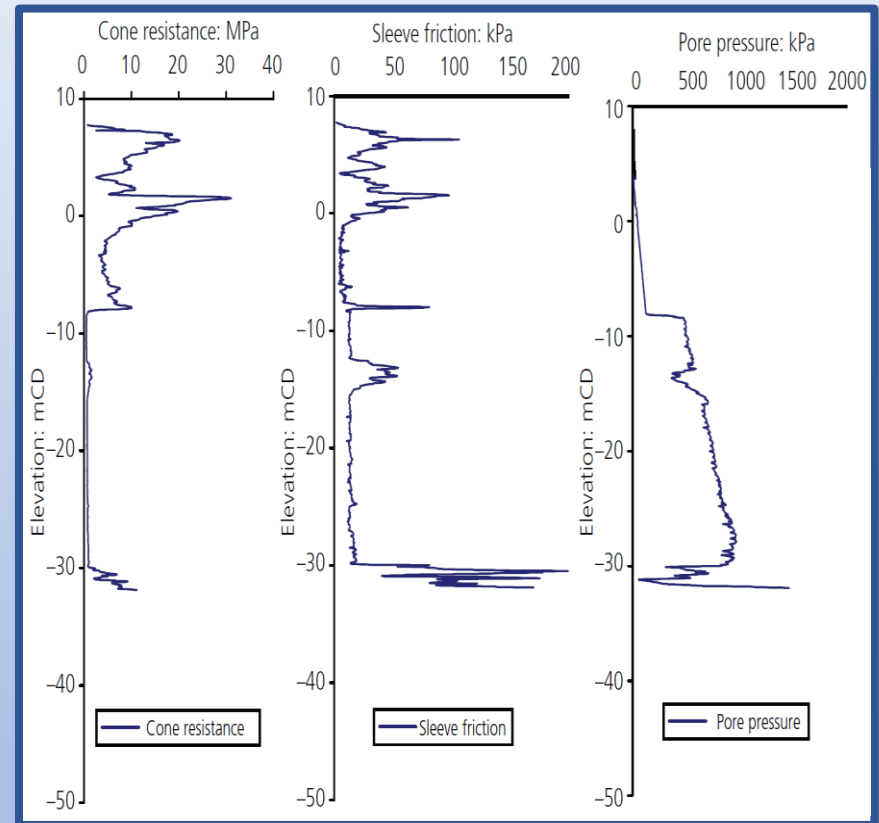 Cone resistance: MPa
0 10 20 30 40
10
0
−10
−20
−30
−40
−50
Elevation: mCD
Cone resistance
Sleeve friction: kPa
0 50 100 150 200
10
0
−10
−20
−30
−40
−50
Elevation: mCD
Sleeve friction
Pore pressure: kPa
0 500 1000 1400 2000
10
0
−10
−20
−30
−40
−50
Elevation: mCD
Pore pressure